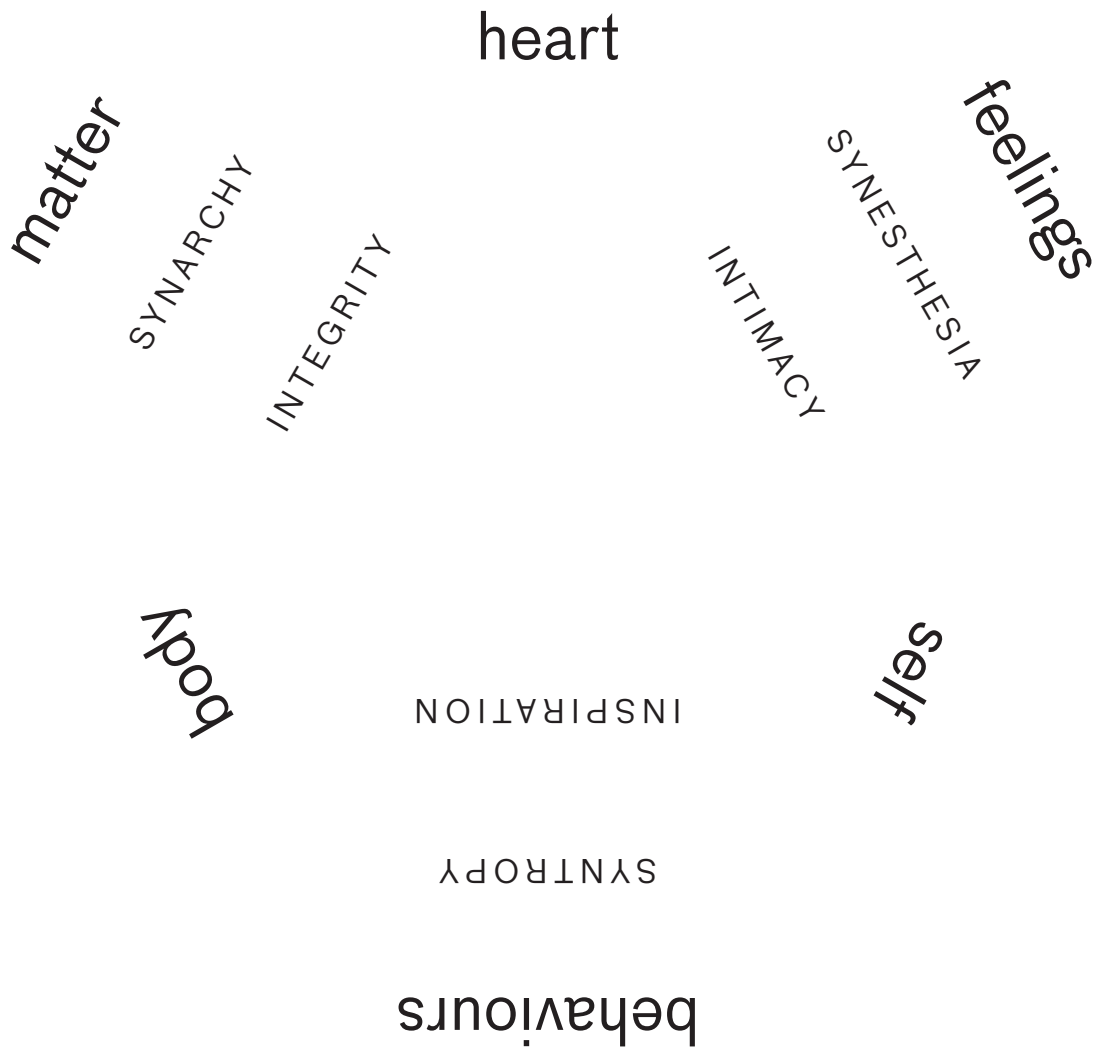 heart
feelings
SYNESTHESIA
INTIMACY
matter
SYNARCHY
INTEGRITY
body
self
INSPIRATION
SYNTROPY
behaviours